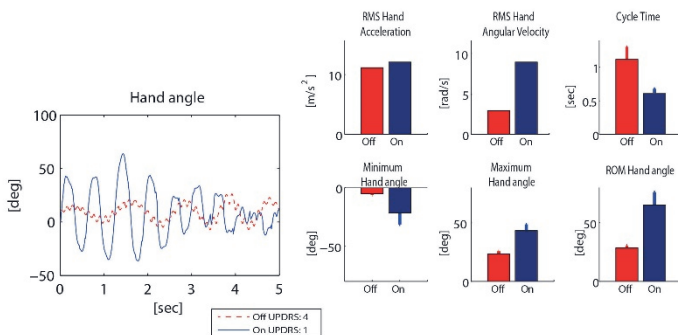 Hand angle
[deg]
100
50
0
−50
0
1
2
3
4
5
[sec]
Off UPDRS: 4
On UPDRS: 1
RMS Hand
Acceleration
[m/s²]
10
0
Off On
RMS Hand
Angular Velocity
[rad/s]
10
5
0
Off On
Cycle Time
[sec]
1
0.5
0
Off On
Minimum
Hand angle
[deg]
0
−50
Off On
Maximum
Hand angle
[deg]
50
0
Off On
ROM Hand angle
[deg]
50
0
Off On